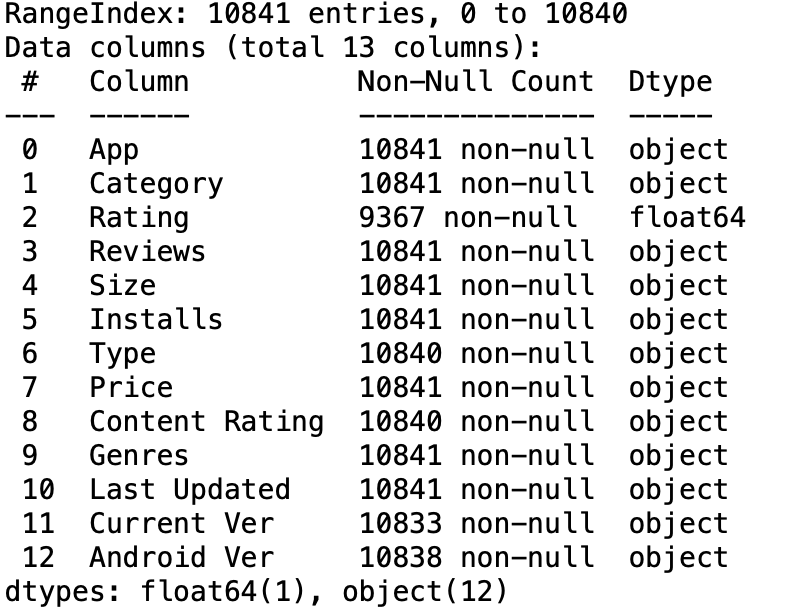 RangeIndex: 10841 entries, 0 to 10840
Data columns (total 13 columns):
 #   Column          Non-Null Count  Dtype
---  ------          --------------  -----
 0   App             10841 non-null  object
 1   Category        10841 non-null  object
 2   Rating          9367 non-null   float64
 3   Reviews         10841 non-null  object
 4   Size            10841 non-null  object
 5   Installs        10841 non-null  object
 6   Type            10840 non-null  object
 7   Price           10841 non-null  object
 8   Content Rating  10840 non-null  object
 9   Genres          10841 non-null  object
 10  Last Updated    10841 non-null  object
 11  Current Ver     10833 non-null  object
 12  Android Ver     10838 non-null  object
dtypes: float64(1), object(12)